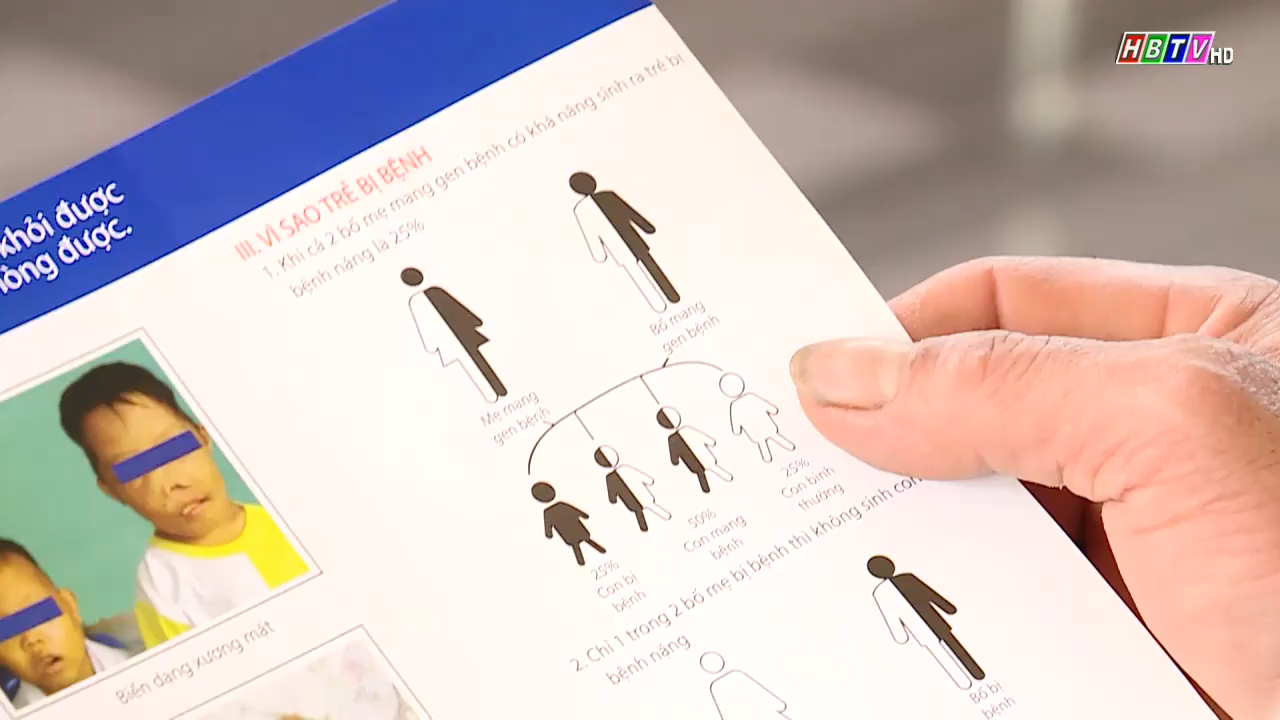 HBTV HD
khỏi được
được.
III. VÌ SAO TRẺ BỊ BỆNH
1. Khi cả 2 bố mẹ mang gen bệnh có khả năng sinh ra trẻ bị
bệnh nặng là 25%
Bố mang
gen bệnh
Mẹ mang
gen bệnh
25%
Con bình
thường
50%
Con mang
bệnh
25%
Con bị
bệnh
2. Chỉ 1 trong 2 bố mẹ bị bệnh thì không sinh con
bệnh nặng
Bố bị
bệnh
Biến dạng xương mặt